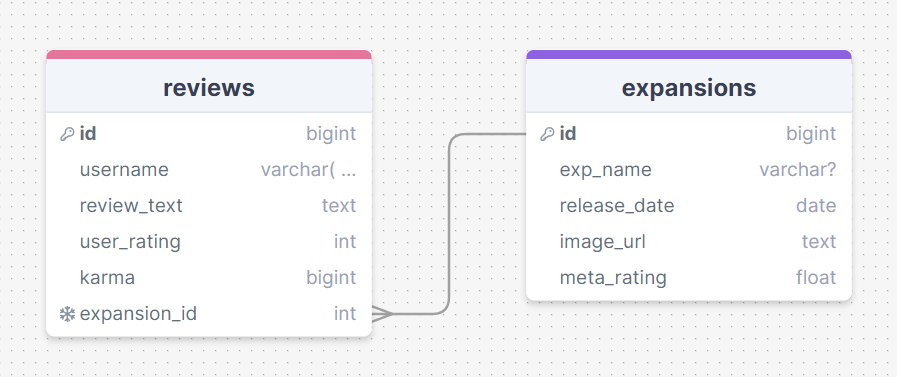 reviews
id bigint
username varchar( ...
review_text text
user_rating int
karma bigint
expansion_id int
expansions
id bigint
exp_name varchar?
release_date date
image_url text
meta_rating float